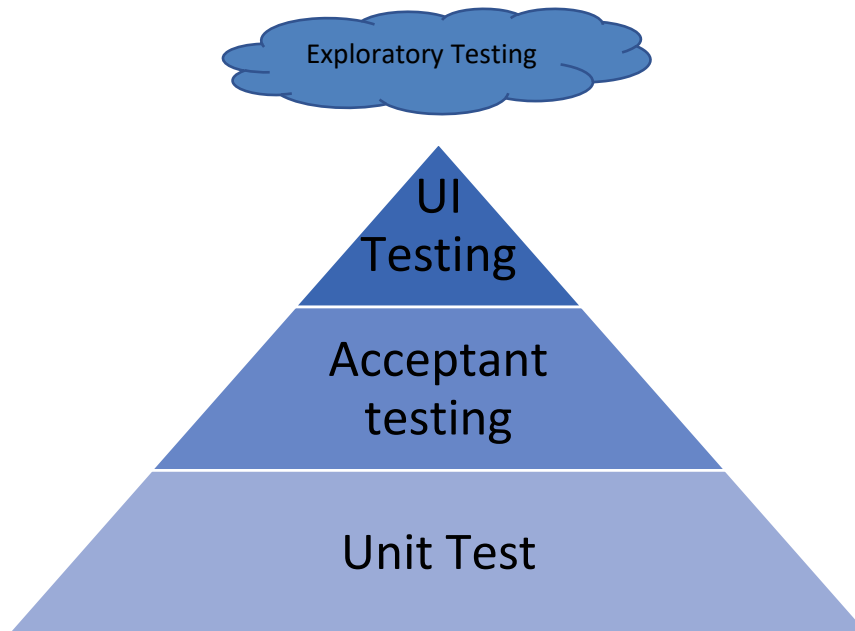 Exploratory Testing
UI
Testing
Acceptant
testing
Unit Test